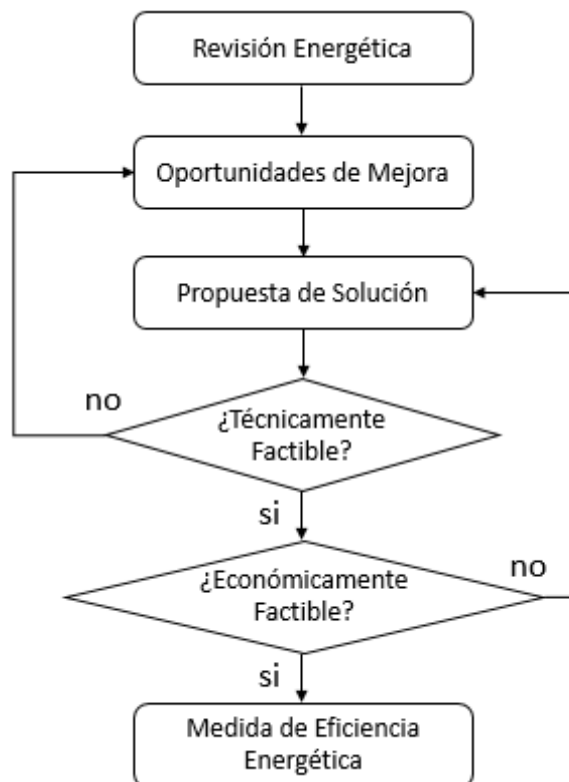 Revisión Energética
Oportunidades de Mejora
Propuesta de Solución
no
¿Técnicamente
Factible?
si
¿Económicamente
Factible?
no
si
Medida de Eficiencia
Energética